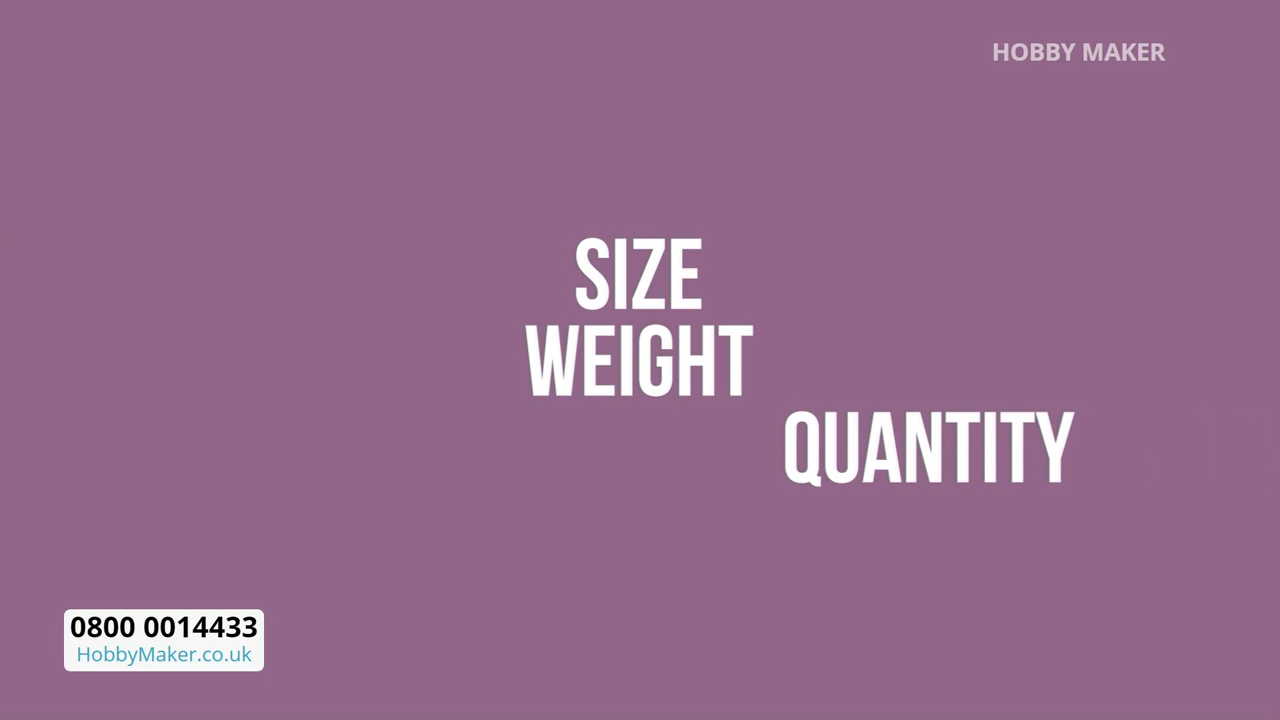 HOBBY MAKER
SIZE
WEIGHT
QUANTITY
0800 0014433
HobbyMaker.co.uk